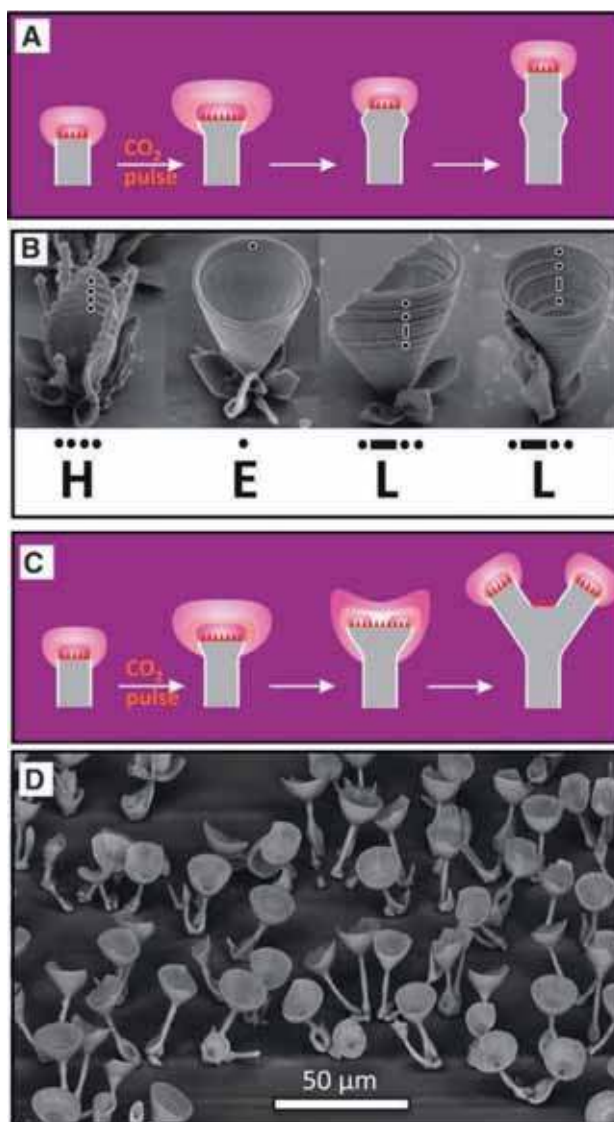 A
CO2
pulse
B
•••• • •▬•• •▬••
H E L L
C
CO2
pulse
D
50 µm